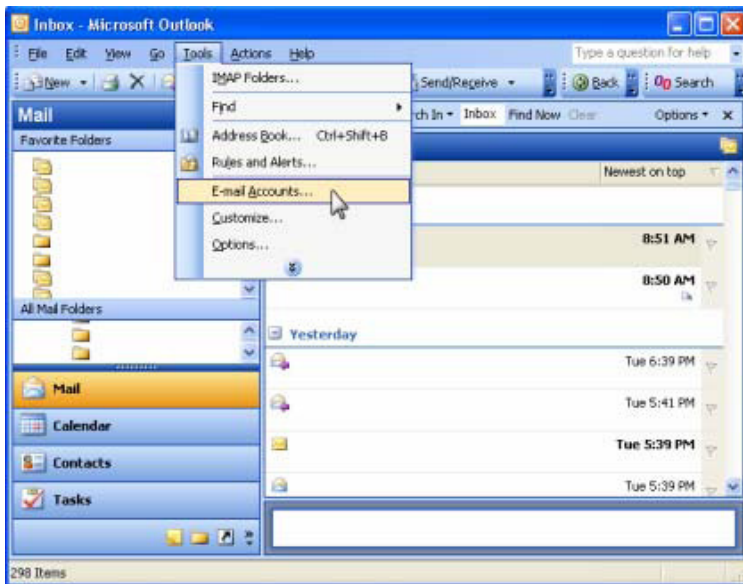 Inbox - Microsoft Outlook
File Edit View Go Tools Actions Help Type a question for help
New Send/Receive Back Search
Mail
IMAP Folders...
Find
Address Book... Ctrl+Shift+B
Rules and Alerts...
E-mail Accounts...
Customize...
Options...
ch In Inbox Find Now Clear Options
Favorite Folders
Newest on top
8:51 AM
8:50 AM
All Mail Folders
Yesterday
Tue 6:39 PM
Mail
Tue 5:41 PM
Calendar
Tue 5:39 PM
Contacts
Tue 5:39 PM
Tasks
298 Items